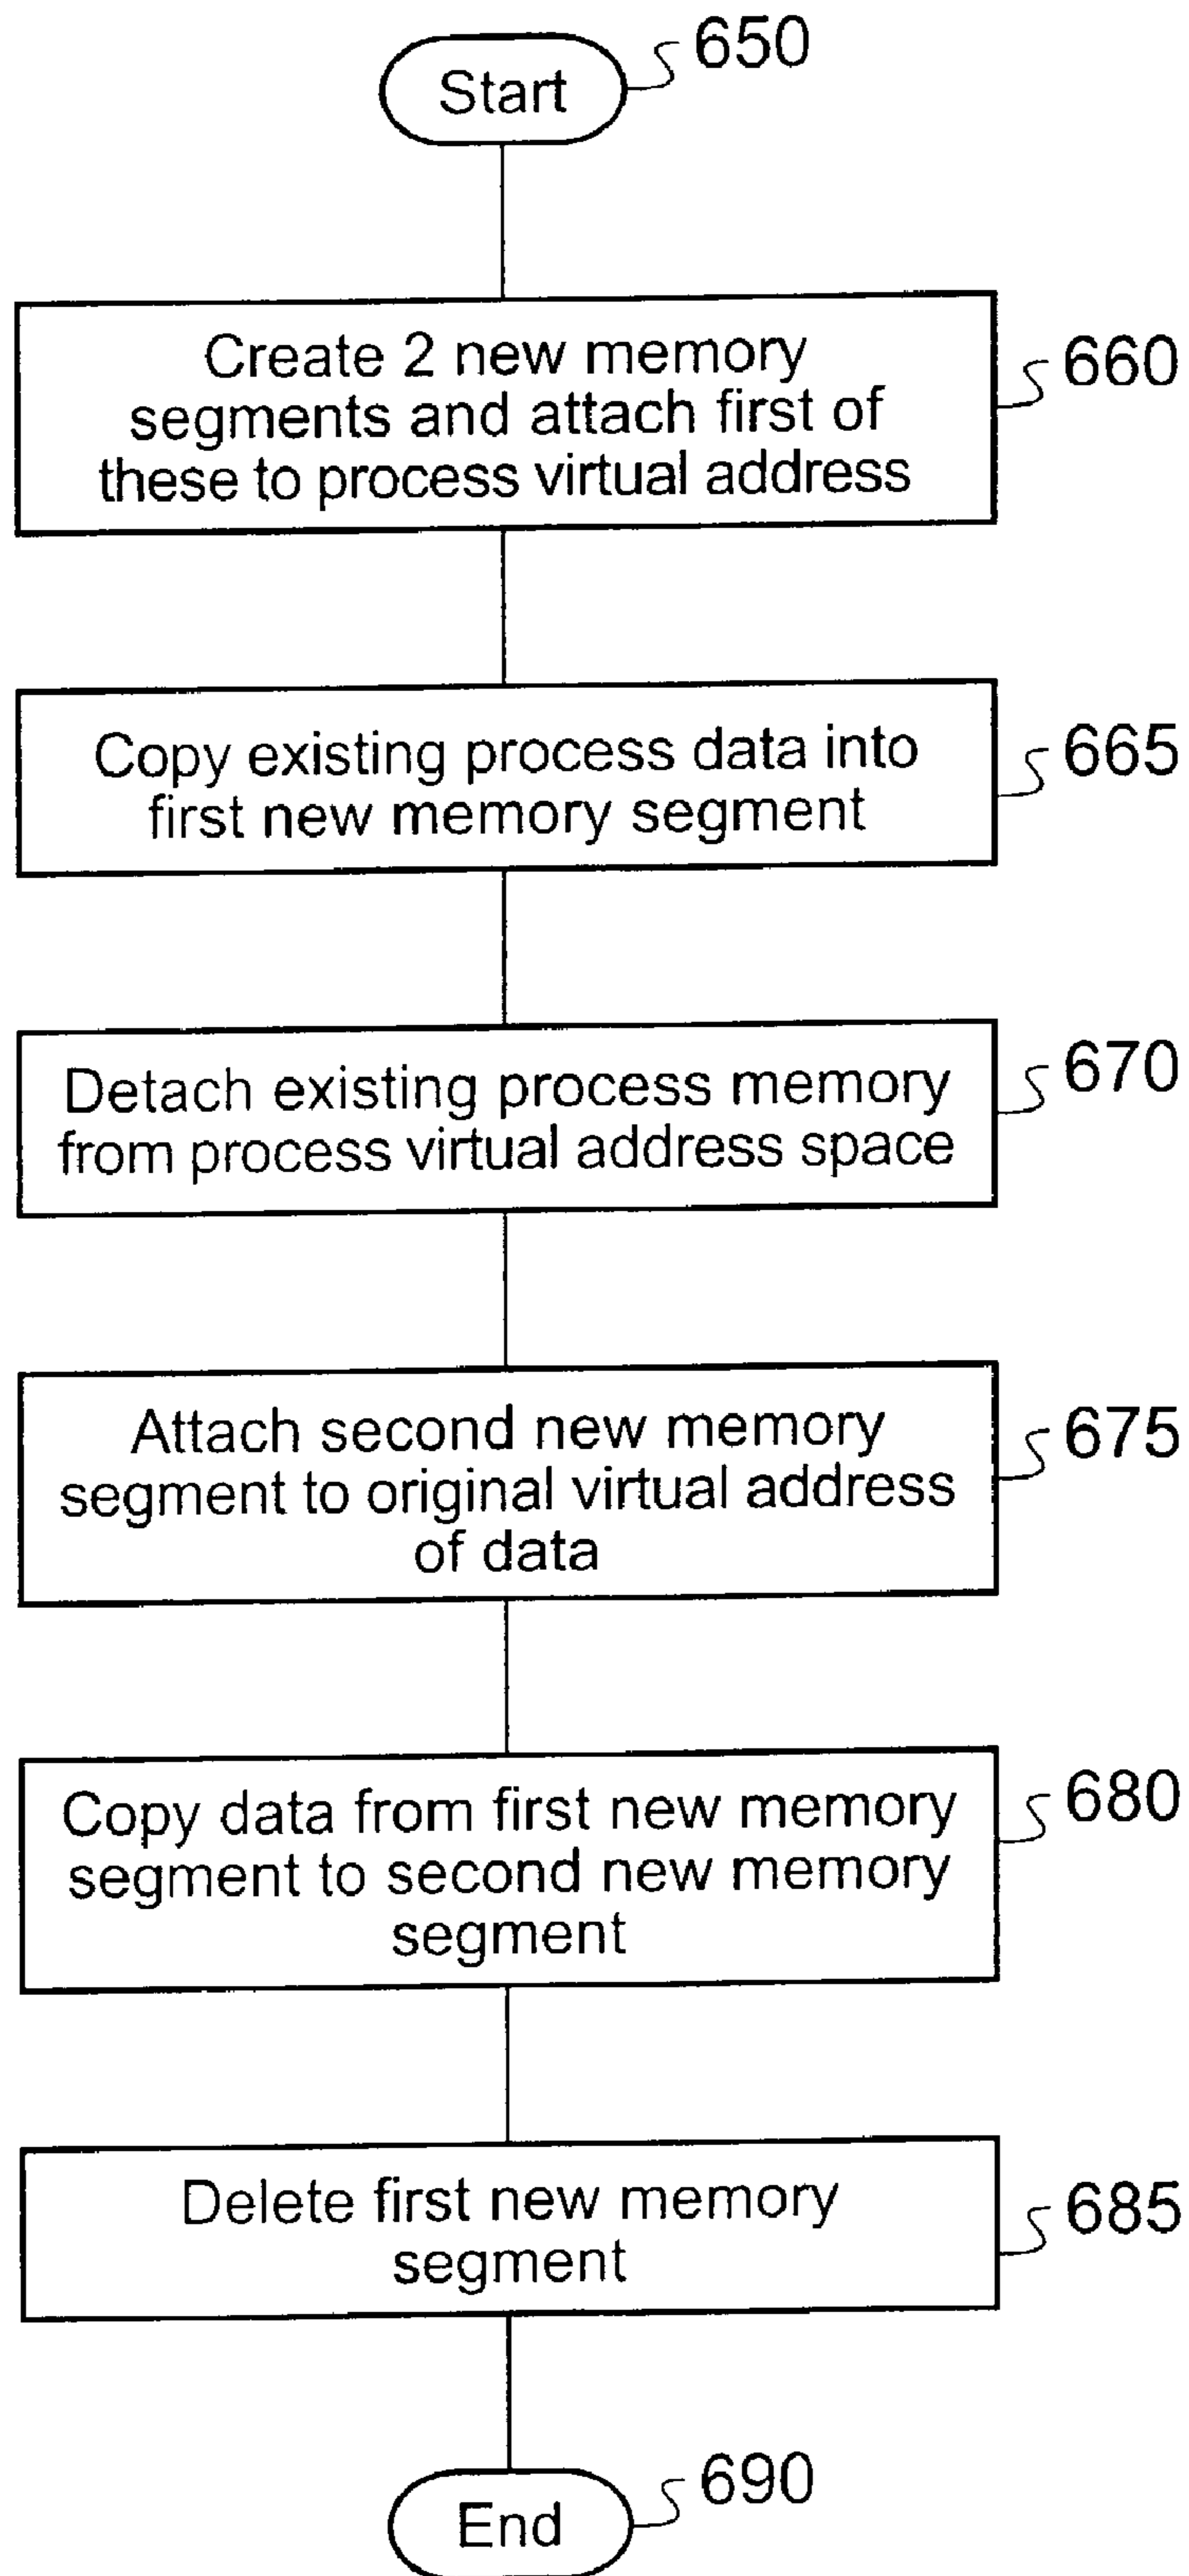 Start
650
Create 2 new memory
segments and attach first of
these to process virtual address
660
Copy existing process data into
first new memory segment
665
Detach existing process memory
from process virtual address space
670
Attach second new memory
segment to original virtual address
of data
675
Copy data from first new memory
segment to second new memory
segment
680
Delete first new memory
segment
685
End
690